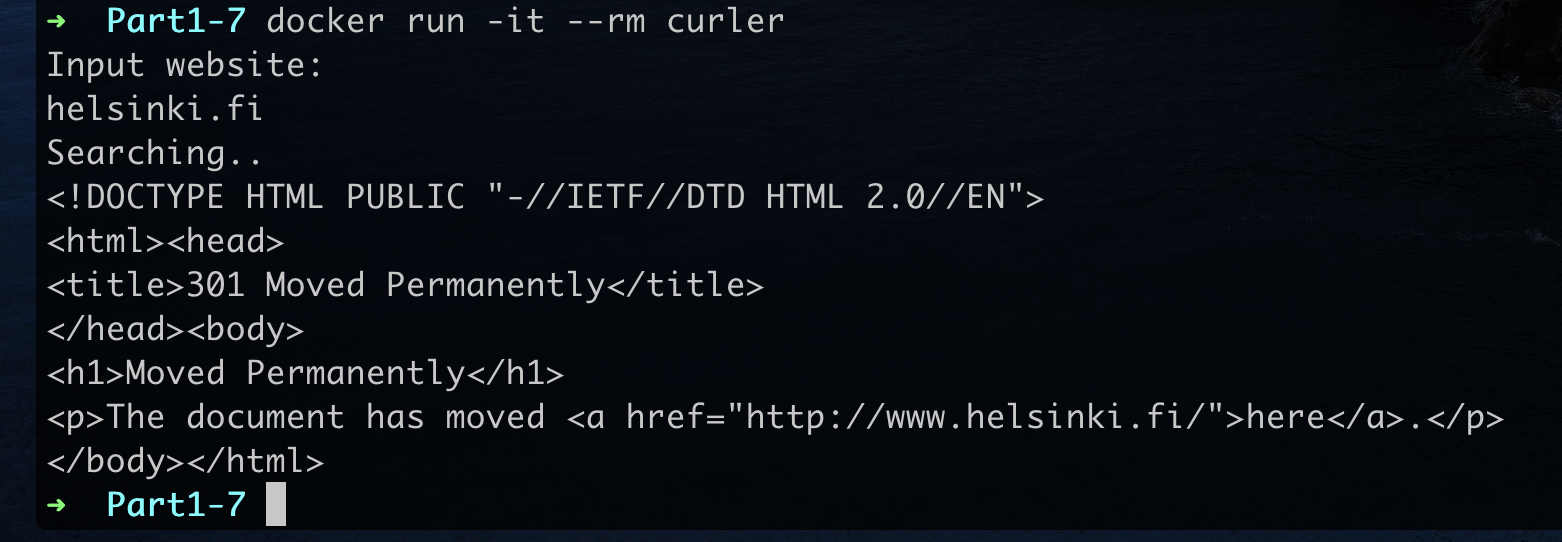 ➜  Part1-7 docker run -it --rm curler
Input website:
helsinki.fi
Searching..
<!DOCTYPE HTML PUBLIC "-//IETF//DTD HTML 2.0//EN">
<html><head>
<title>301 Moved Permanently</title>
</head><body>
<h1>Moved Permanently</h1>
<p>The document has moved <a href="http://www.helsinki.fi/">here</a>.</p>
</body></html>
➜  Part1-7